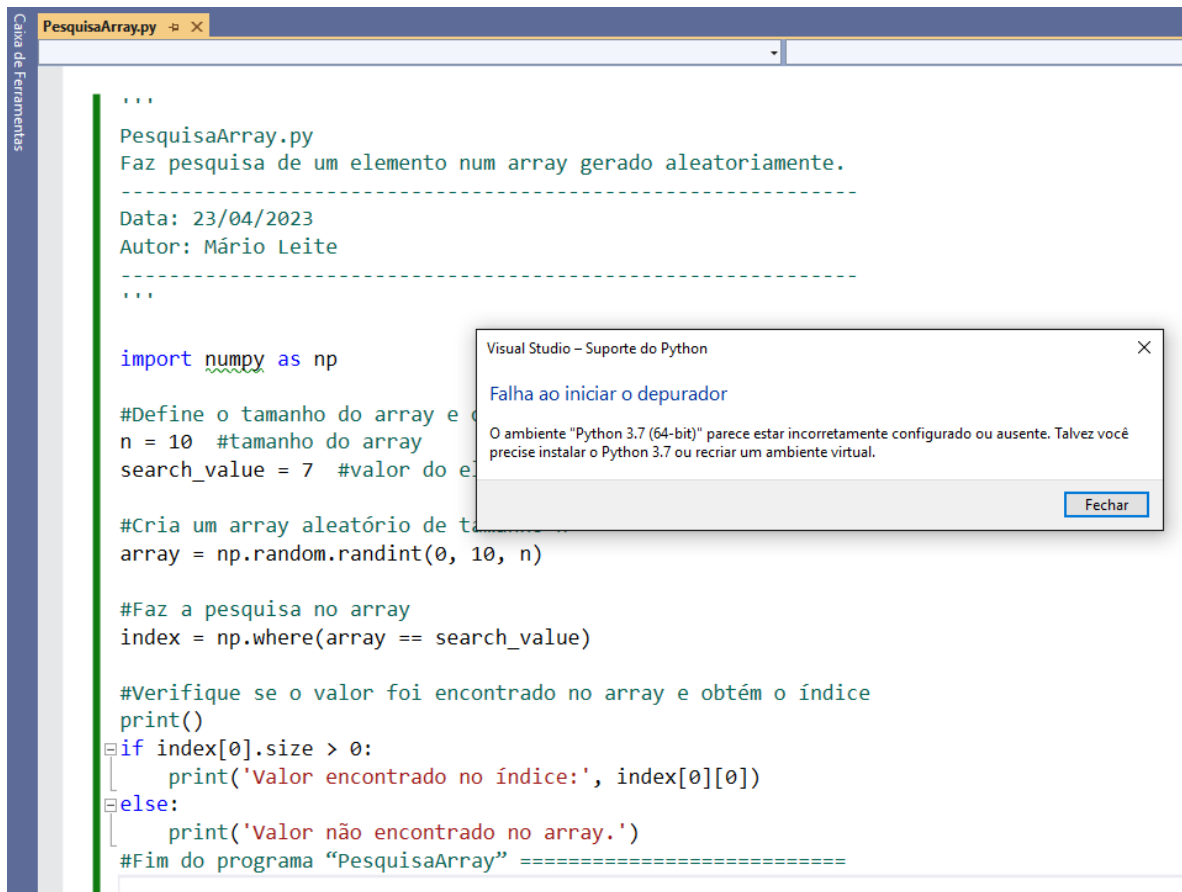 Caixa de Ferramentas
PesquisaArray.py
'''
PesquisaArray.py
Faz pesquisa de um elemento num array gerado aleatoriamente.
-------------------------------------------------------------
Data: 23/04/2023
Autor: Mário Leite
-------------------------------------------------------------
'''
import numpy as np
#Define o tamanho do array e
n = 10  #tamanho do array
search_value = 7  #valor do
#Cria um array aleatório de
array = np.random.randint(0, 10, n)
#Faz a pesquisa no array
index = np.where(array == search_value)
#Verifique se o valor foi encontrado no array e obtém o índice
print()
if index[0].size > 0:
    print('Valor encontrado no índice:', index[0][0])
else:
    print('Valor não encontrado no array.')
#Fim do programa “PesquisaArray” ===========================
Visual Studio – Suporte do Python
Falha ao iniciar o depurador
O ambiente "Python 3.7 (64-bit)" parece estar incorretamente configurado ou ausente. Talvez você
precise instalar o Python 3.7 ou recriar um ambiente virtual.
Fechar